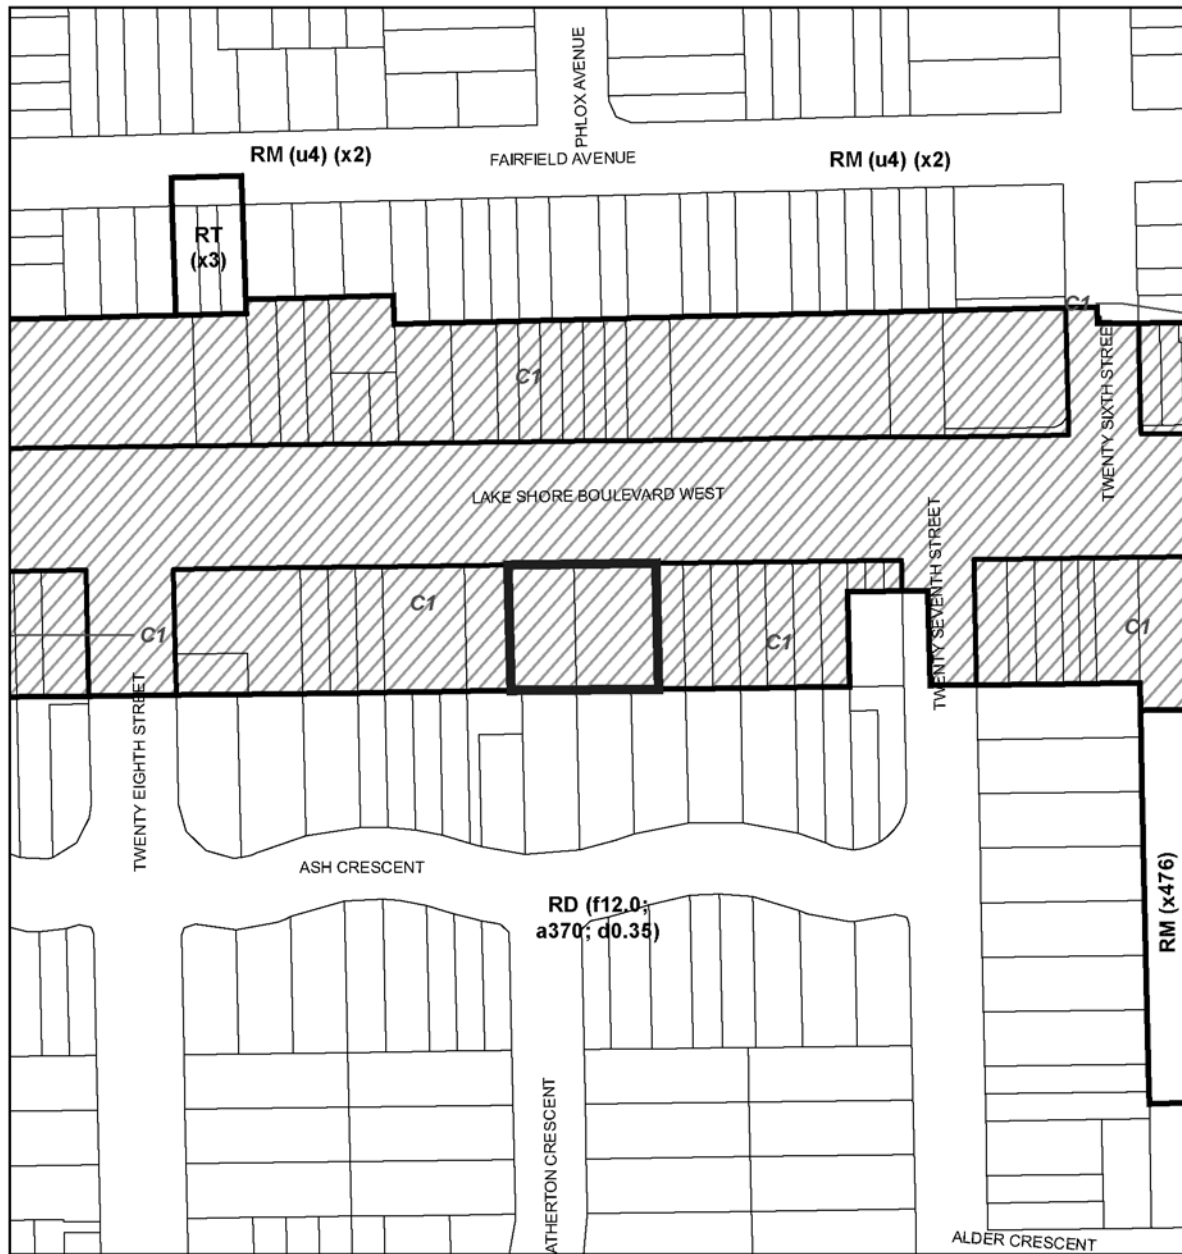 PHLOX AVENUE
RM (u4) (x2)
FAIRFIELD AVENUE
RM (u4) (x2)
RT
(x3)
C1
C1
TWENTY SIXTH STREE
LAKE SHORE BOULEVARD WEST
TWENTY SEVENTH STREET
C1
C1
C1
C1
TWENTY EIGHTH STREET
ASH CRESCENT
RD (f12.0;
a370; d0.35)
RM (x476)
ATHERTON CRESCENT
ALDER CRESCENT